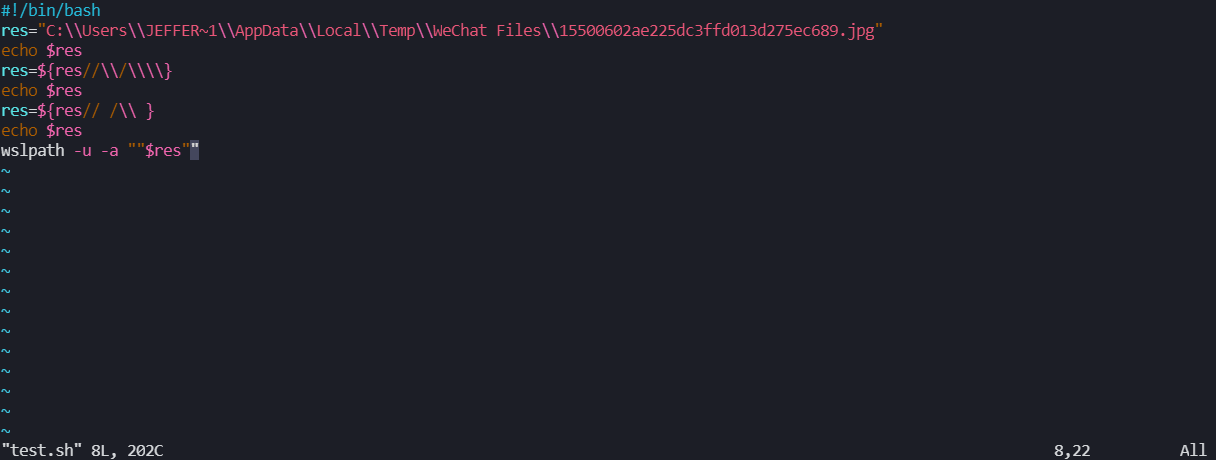 #!/bin/bash
res="C:\\Users\\JEFFER~1\\AppData\\Local\\Temp\\WeChat Files\\15500602ae225dc3ffd013d275ec689.jpg"
echo $res
res=${res//\\/\\\\}
echo $res
res=${res// /\\ }
echo $res
wslpath -u -a ""$res""
~
~
~
~
~
~
~
~
~
~
~
~
~
~
"test.sh" 8L, 202C 8,22 All